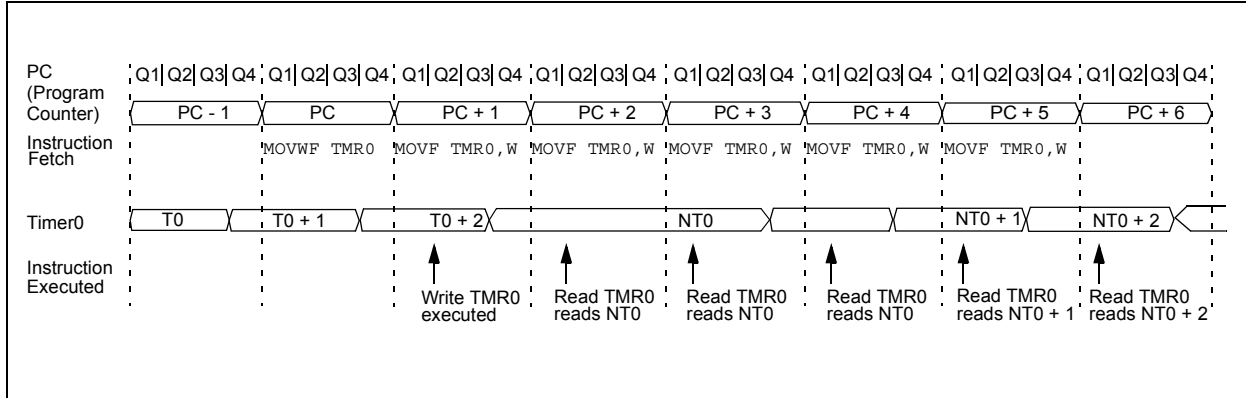 PC
(Program
Counter)
Q1 Q2 Q3 Q4 Q1 Q2 Q3 Q4 Q1 Q2 Q3 Q4 Q1 Q2 Q3 Q4 Q1 Q2 Q3 Q4 Q1 Q2 Q3 Q4 Q1 Q2 Q3 Q4 Q1 Q2 Q3 Q4
PC - 1 PC PC + 1 PC + 2 PC + 3 PC + 4 PC + 5 PC + 6
Instruction
Fetch
MOVWF TMR0 MOVF TMR0,W MOVF TMR0,W MOVF TMR0,W MOVF TMR0,W MOVF TMR0,W
Timer0
T0 T0 + 1 T0 + 2 NT0 NT0 + 1 NT0 + 2
Instruction
Executed
Write TMR0
executed
Read TMR0
reads NT0
Read TMR0
reads NT0
Read TMR0
reads NT0
Read TMR0
reads NT0 + 1
Read TMR0
reads NT0 + 2